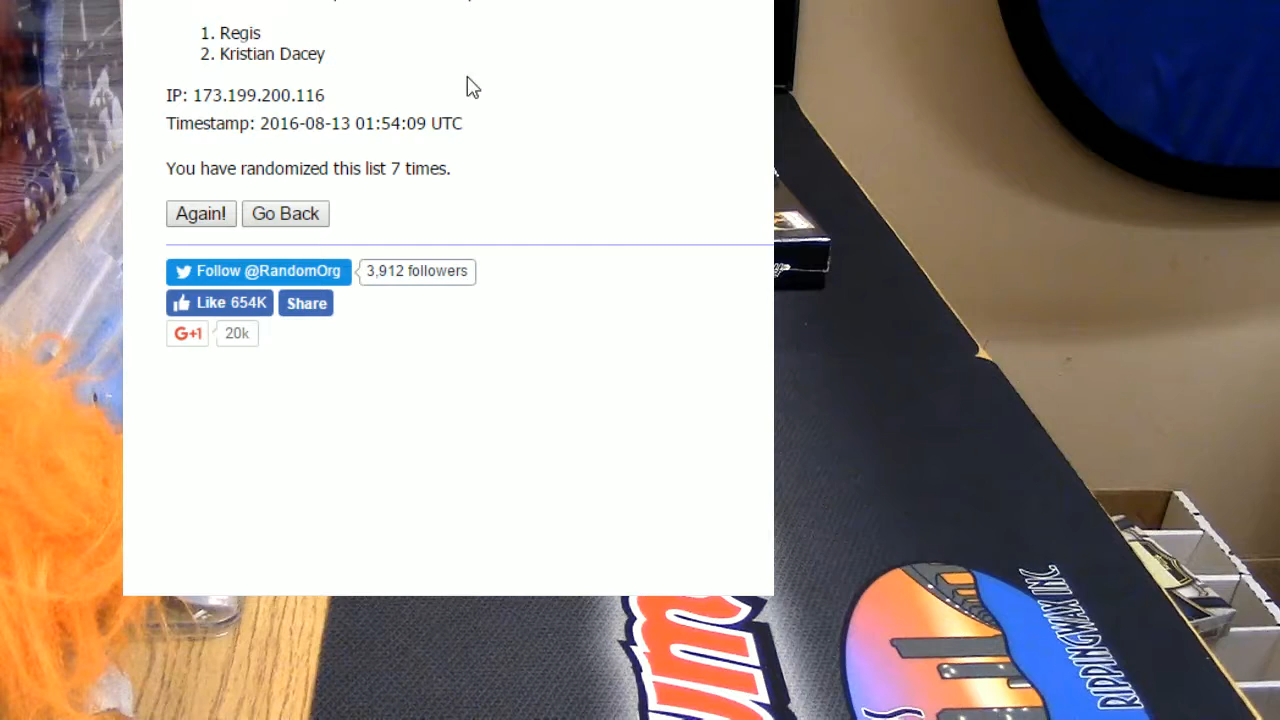 1. Regis
2. Kristian Dacey
IP: 173.199.200.116
Timestamp: 2016-08-13 01:54:09 UTC
You have randomized this list 7 times.
Again! Go Back
Follow @RandomOrg 3,912 followers
Like 654K Share
G+1 20k
RIPPINGWAX INC.